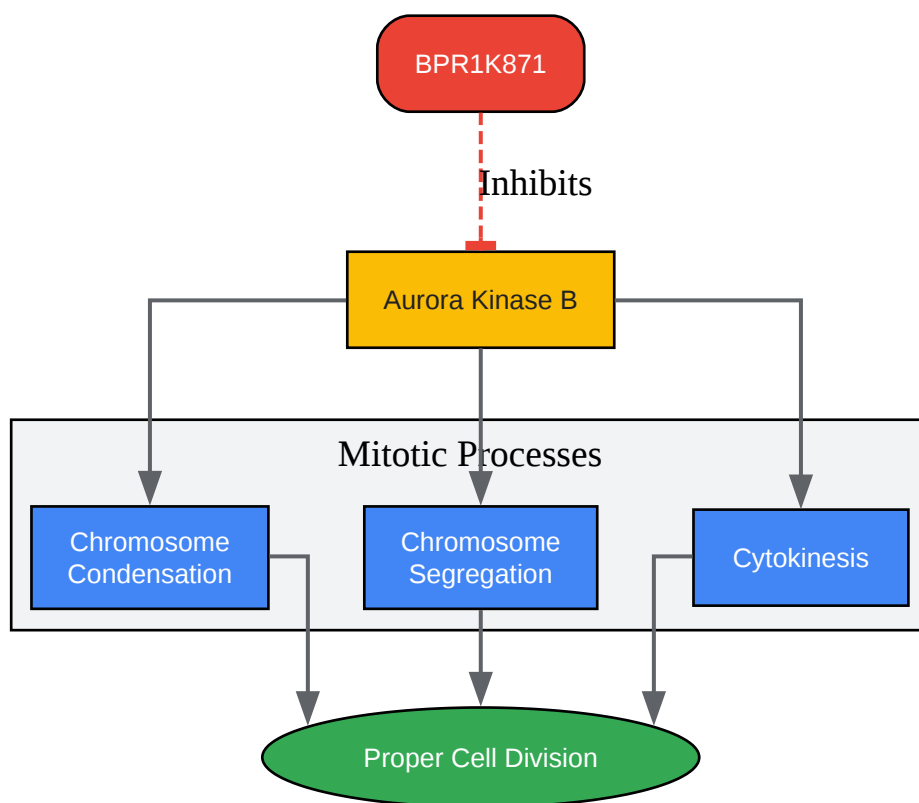 BPR1K871
Inhibits
Aurora Kinase B
Mitotic Processes
Chromosome
Condensation
Chromosome
Segregation
Cytokinesis
Proper Cell Division